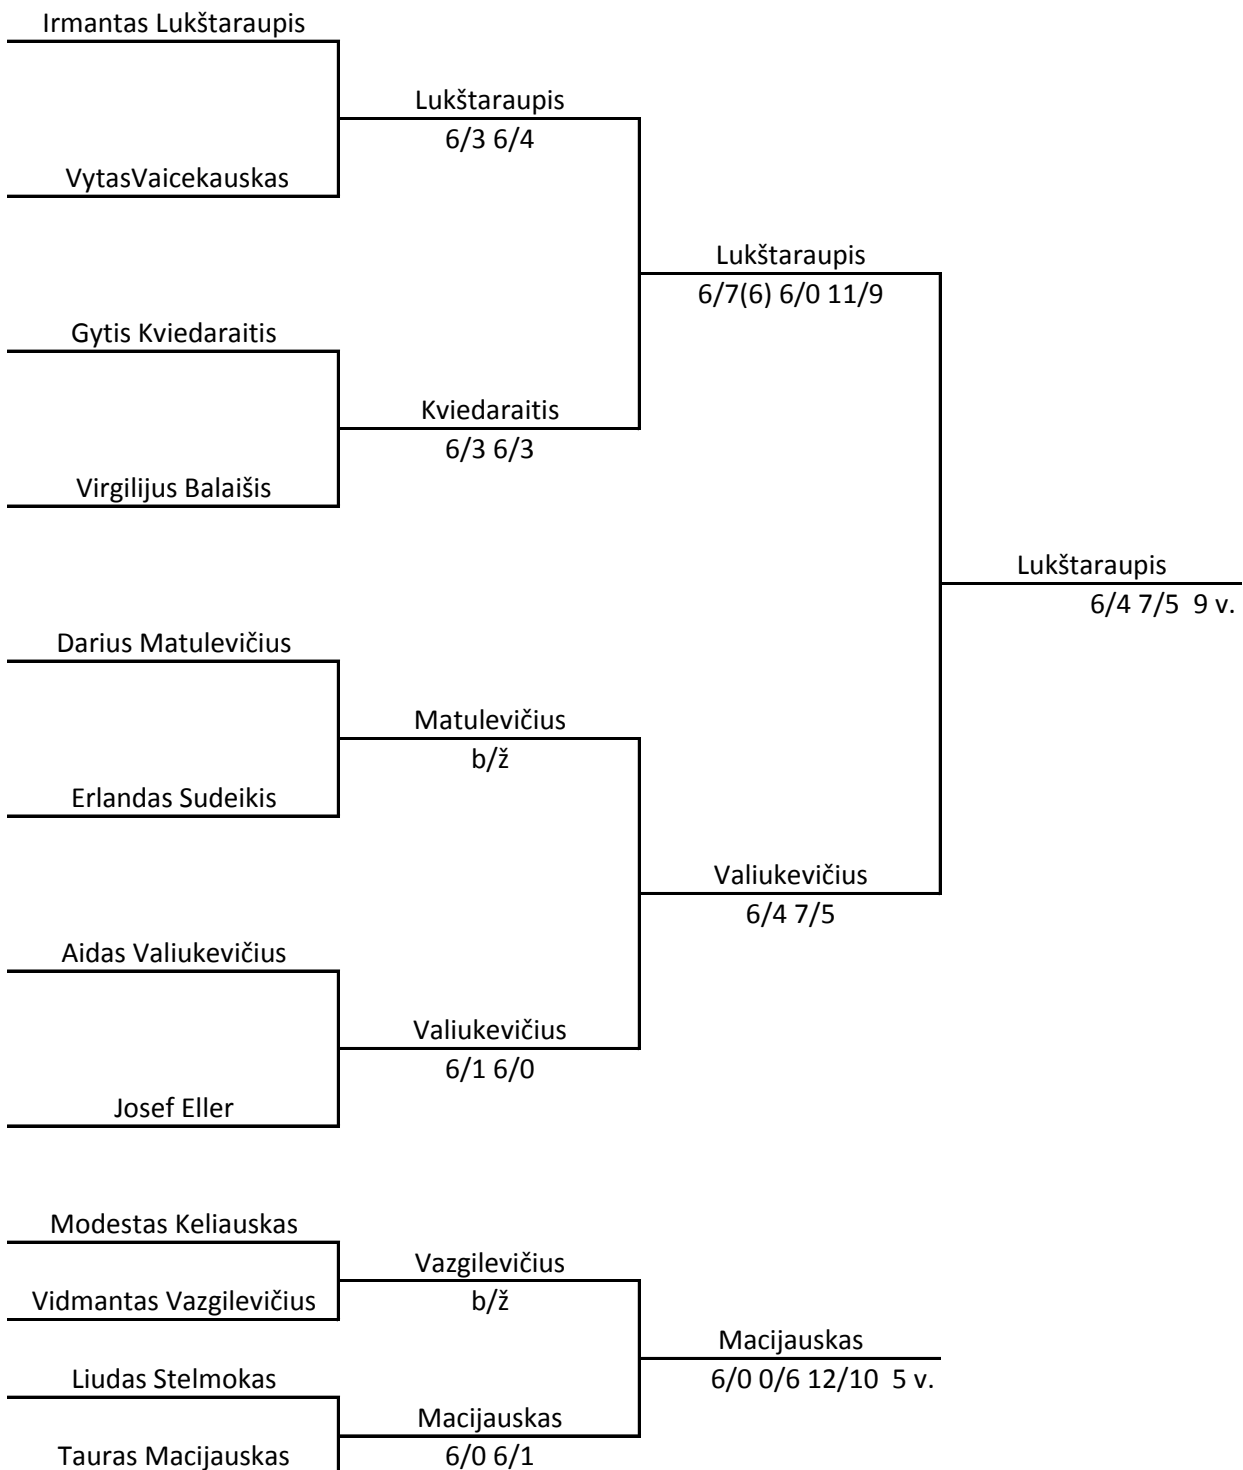 Irmantas Lukštaraupis
Lukštaraupis
6/3 6/4
VytasVaicekauskas
Lukštaraupis
6/7(6) 6/0 11/9
Gytis Kviedaraitis
Kviedaraitis
6/3 6/3
Virgilijus Balaišis
Lukštaraupis
6/4 7/5  9 v.
Darius Matulevičius
Matulevičius
b/ž
Erlandas Sudeikis
Valiukevičius
6/4 7/5
Aidas Valiukevičius
Valiukevičius
6/1 6/0
Josef Eller
Modestas Keliauskas
Vazgilevičius
b/ž
Vidmantas Vazgilevičius
Macijauskas
6/0 0/6 12/10  5 v.
Liudas Stelmokas
Macijauskas
6/0 6/1
Tauras Macijauskas